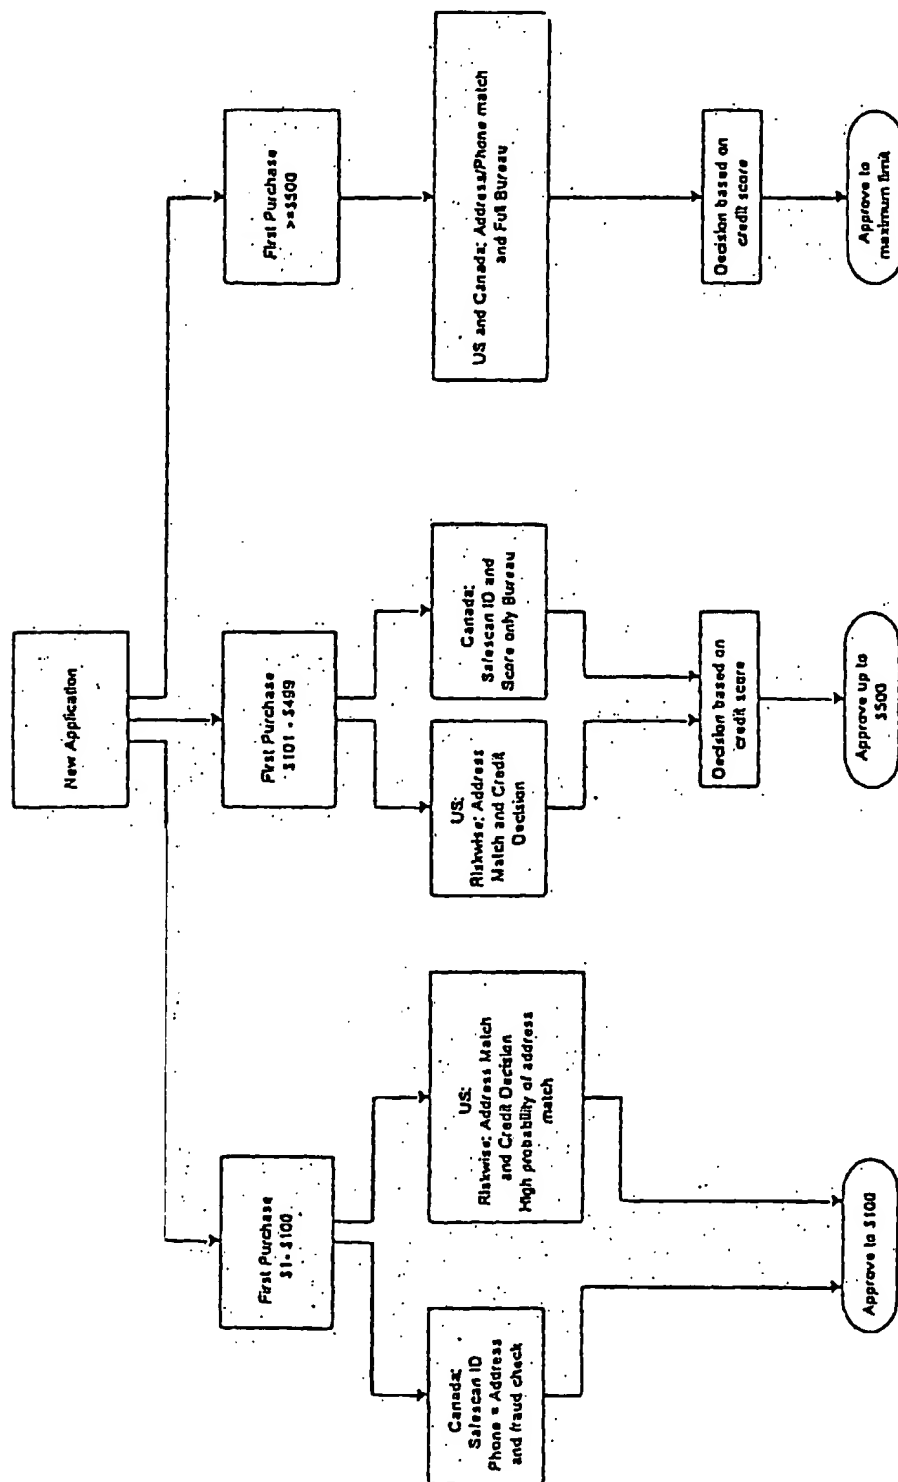 New Application
First Purchase
$1- $100
First Purchase
$101 - $499
First Purchase
>=$500
Canada:
Salescan ID
Phone = Address
and fraud check
US:
Riskwise: Address Match
and Credit Decision
High probability of address
match
US:
Riskwise: Address
Match and Credit
Decision
Canada:
Salescan ID and
Score only Bureau
US and Canada: Address/Phone match
and Full Bureau
Decision based on
credit score
Decision based on
credit score
Approve to $100
Approve up to
$500
Approve to
maximum limit